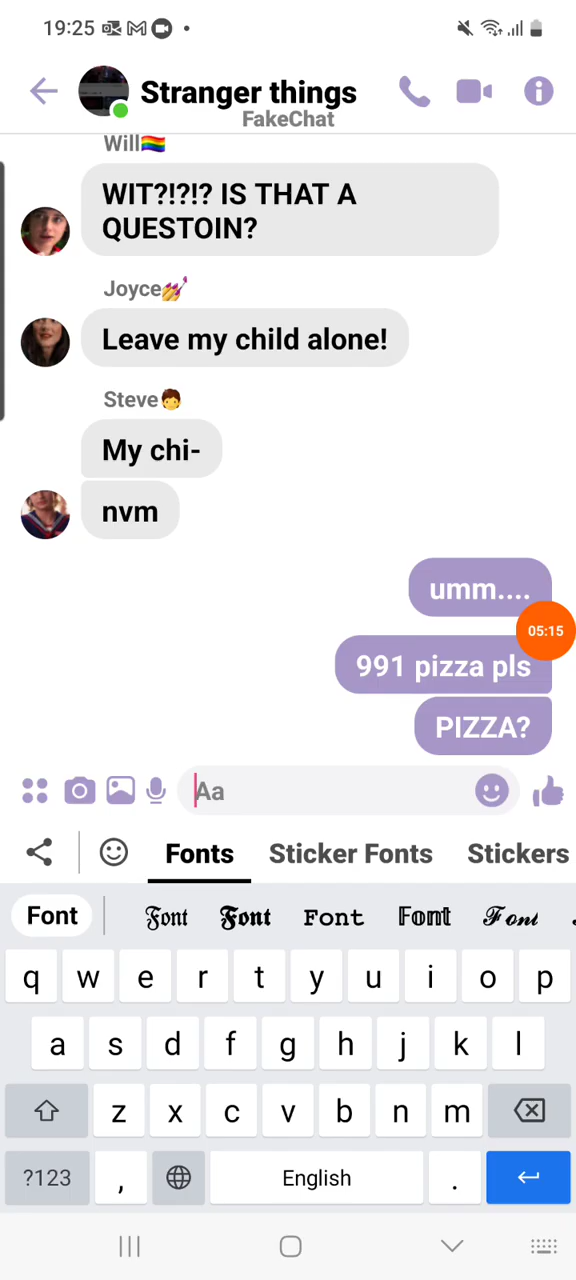 19:25
Stranger things
FakeChat
Will🏳️‍🌈
WIT?!?!? IS THAT A
QUESTOIN?
Joyce💅
Leave my child alone!
Steve👦
My chi-
nvm
umm....
05:15
991 pizza pls
PIZZA?
Aa
Fonts Sticker Fonts Stickers
Font Font Font Font Font Font
q w e r t y u i o p
a s d f g h j k l
z x c v b n m
?123 , English .